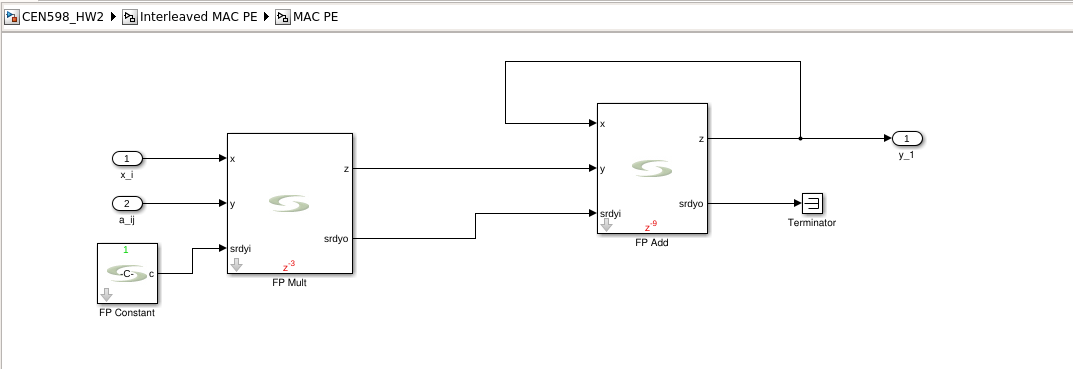 CEN598_HW2 Interleaved MAC PE MAC PE
1
x_i
2
a_ij
1
-C- c
FP Constant
x
y
srdyi
z
srdyo
z-3
FP Mult
x
y
srdyi
z
srdyo
z-9
FP Add
1
y_1
Terminator